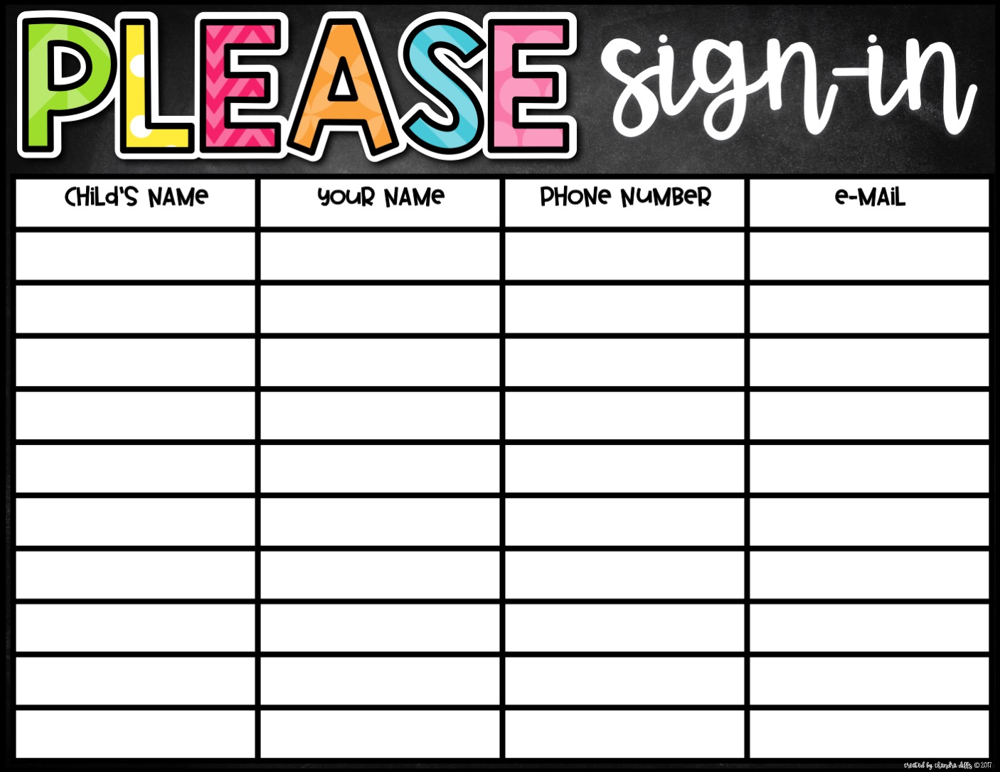 PLEASE sign-in
CHiLd'S NAMe
YOUR NAMe
PHONe NUMBeR
e-MAiL
created by chandra dills © 2017